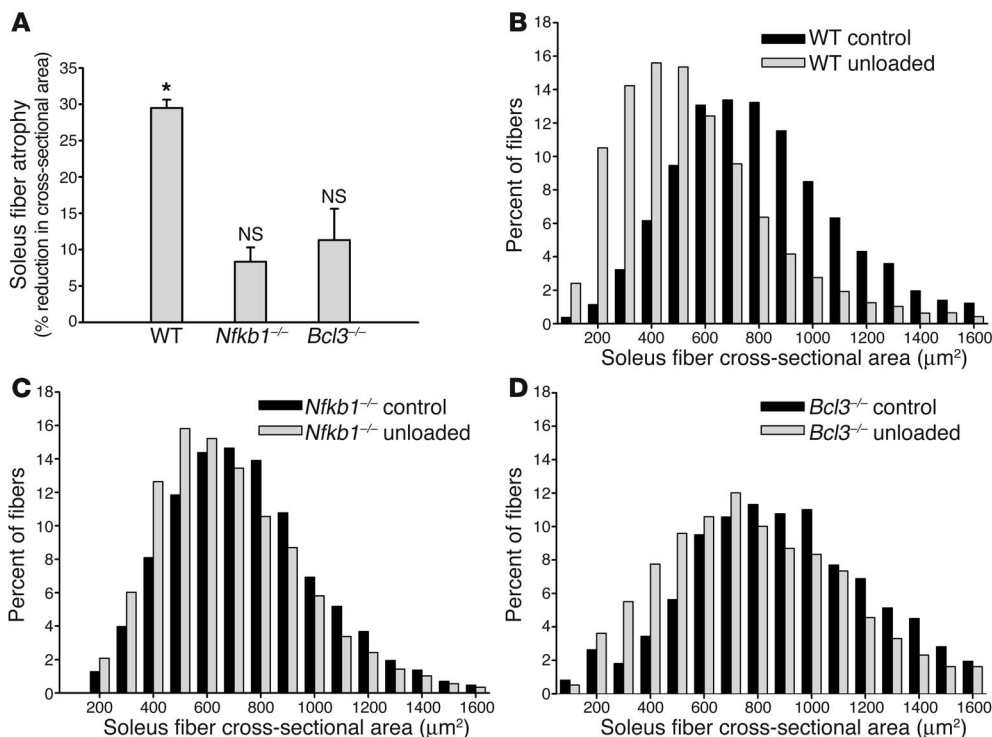 A
Soleus fiber atrophy
(% reduction in cross-sectional area)
35
30
25
20
15
10
5
0
*
NS
NS
WT
Nfkb1⁻/⁻
Bcl3⁻/⁻
B
Percent of fibers
18
16
14
12
10
8
6
4
2
0
WT control
WT unloaded
200
400
600
800
1000
1200
1400
1600
Soleus fiber cross-sectional area (μm²)
C
Percent of fibers
18
16
14
12
10
8
6
4
2
0
Nfkb1⁻/⁻ control
Nfkb1⁻/⁻ unloaded
200
400
600
800
1000
1200
1400
1600
Soleus fiber cross-sectional area (μm²)
D
Percent of fibers
18
16
14
12
10
8
6
4
2
0
Bcl3⁻/⁻ control
Bcl3⁻/⁻ unloaded
200
400
600
800
1000
1200
1400
1600
Soleus fiber cross-sectional area (μm²)